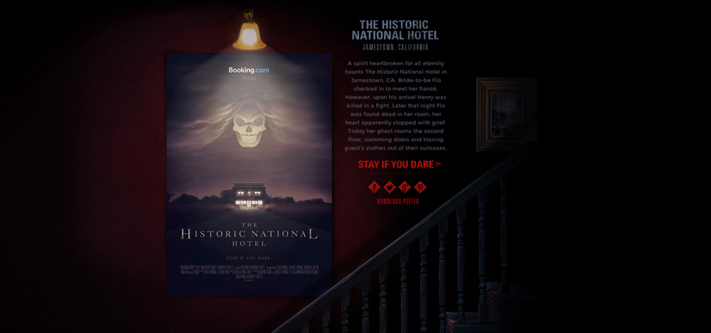 Booking.com
THE
HISTORIC NATIONAL
HOTEL
STAY IF YOU DARE
THE HISTORIC
NATIONAL HOTEL
JAMESTOWN, CALIFORNIA
A spirit heartbroken for all eternity
haunts The Historic National Hotel in
Jamestown, CA. Bride-to-be Flo
checked in to meet her fiancé.
However, upon his arrival Henry was
killed in a fight. Later that night Flo
was found dead in her room, her
heart apparently stopped with grief.
Today her ghost roams the second
floor, slamming doors and tossing
guest's clothes out of their suitcases.
STAY IF YOU DARE >
DOWNLOAD POSTER